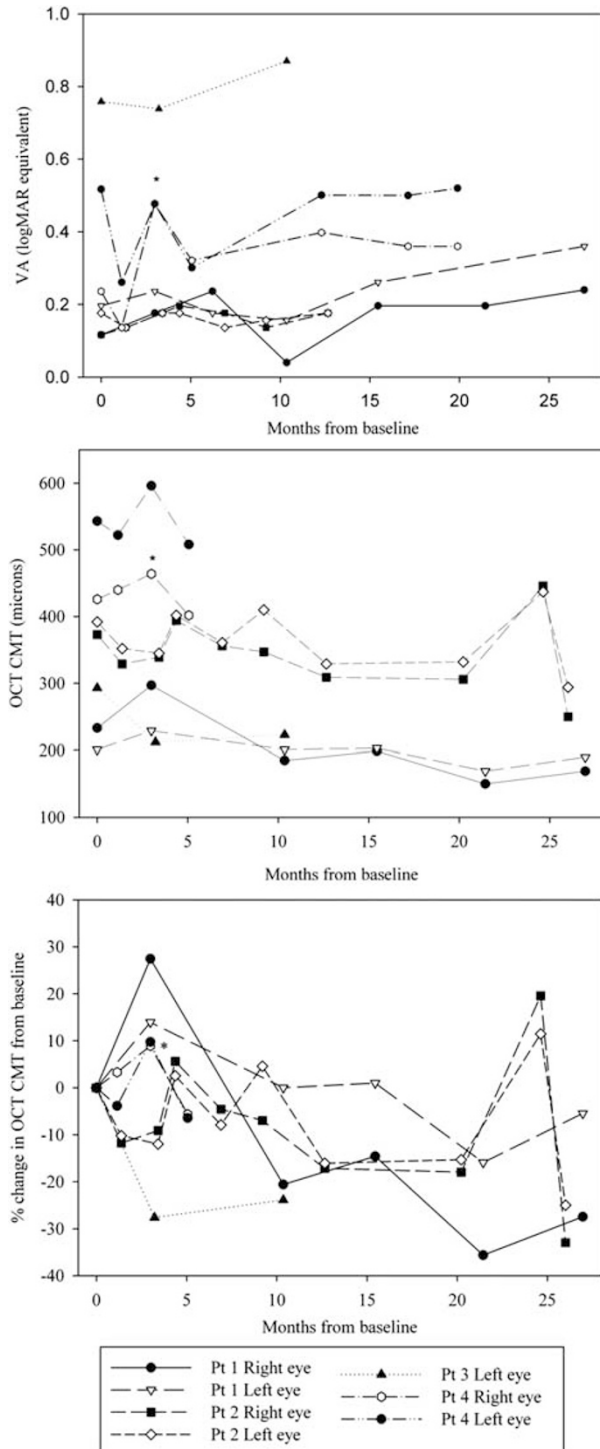 1.0
0.8
0.6
0.4
0.2
0.0
VA (logMAR equivalent)
*
0 5 10 15 20 25
Months from baseline
600
500
400
300
200
100
OCT CMT (microns)
*
0 5 10 15 20 25
Months from baseline
40
30
20
10
0
-10
-20
-30
-40
% change in OCT CMT from baseline
*
0 5 10 15 20 25
Months from baseline
Pt 1 Right eye
Pt 1 Left eye
Pt 2 Right eye
Pt 2 Left eye
Pt 3 Left eye
Pt 4 Right eye
Pt 4 Left eye